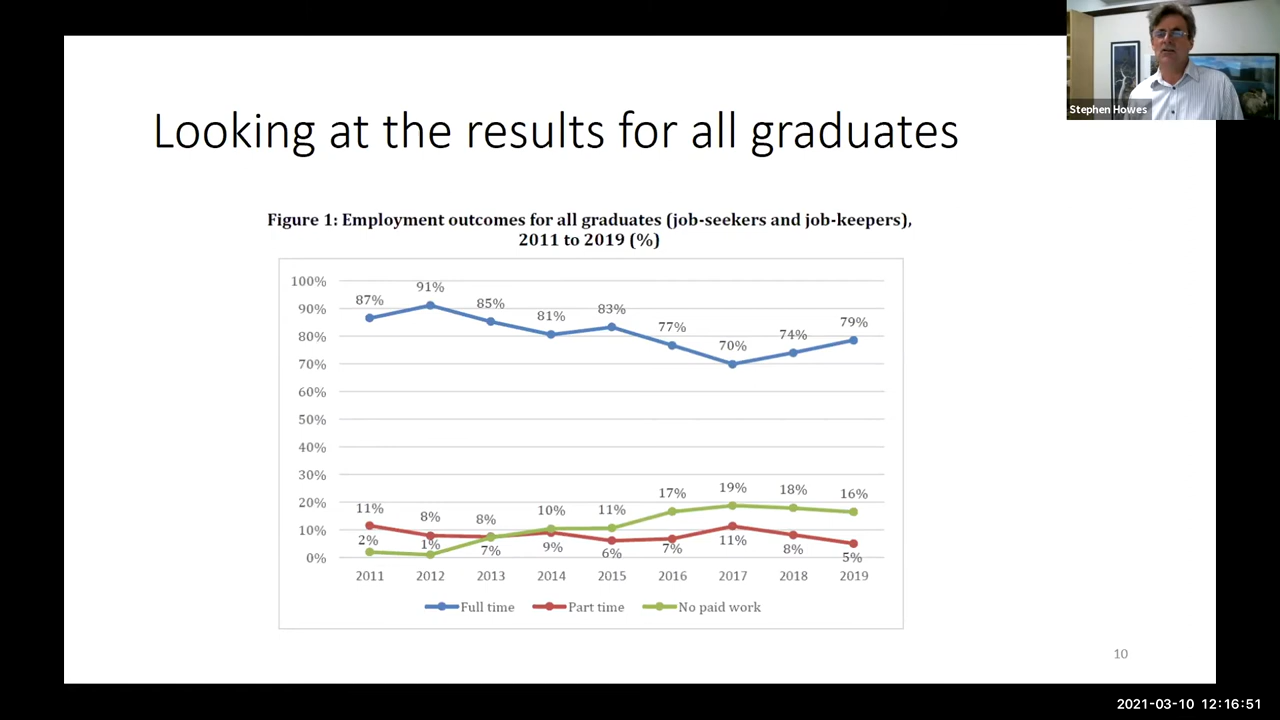 Stephen Howes
Looking at the results for all graduates
Figure 1: Employment outcomes for all graduates (job-seekers and job-keepers),
2011 to 2019 (%)
100%
90%
80%
70%
60%
50%
40%
30%
20%
10%
0%
87% 91% 85% 81% 83% 77% 70% 74% 79%
11% 8% 8% 10% 11% 17% 19% 18% 16%
2% 1% 7% 9% 6% 7% 11% 8% 5%
2011 2012 2013 2014 2015 2016 2017 2018 2019
Full time Part time No paid work
10
2021-03-10 12:16:51